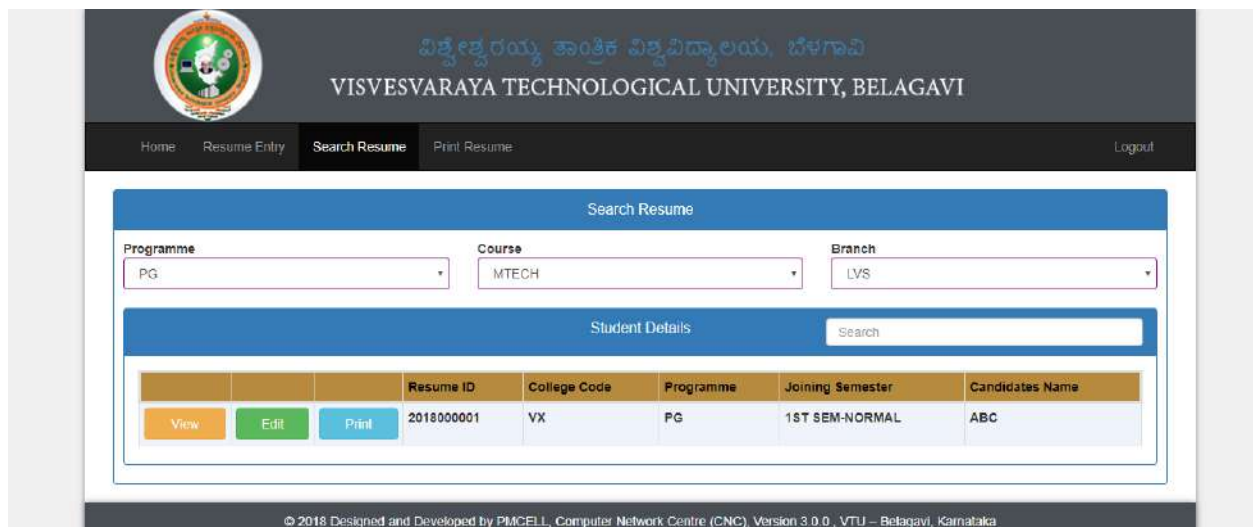 ವಿಶ್ವೇಶ್ವರಯ್ಯ ತಾಂತ್ರಿಕ ವಿಶ್ವವಿದ್ಯಾಲಯ, ಬೆಳಗಾವಿ
VISVESVARAYA TECHNOLOGICAL UNIVERSITY, BELAGAVI
Home Resume Entry Search Resume Print Resume Logout
Search Resume
Programme Course Branch
PG MTECH LVS
Student Details Search
Resume ID College Code Programme Joining Semester Candidates Name
View Edit Print 2018000001 VX PG 1ST SEM-NORMAL ABC
© 2018 Designed and Developed by PMCELL, Computer Network Centre (CNC), Version 3.0.0 , VTU – Belagavi, Karnataka